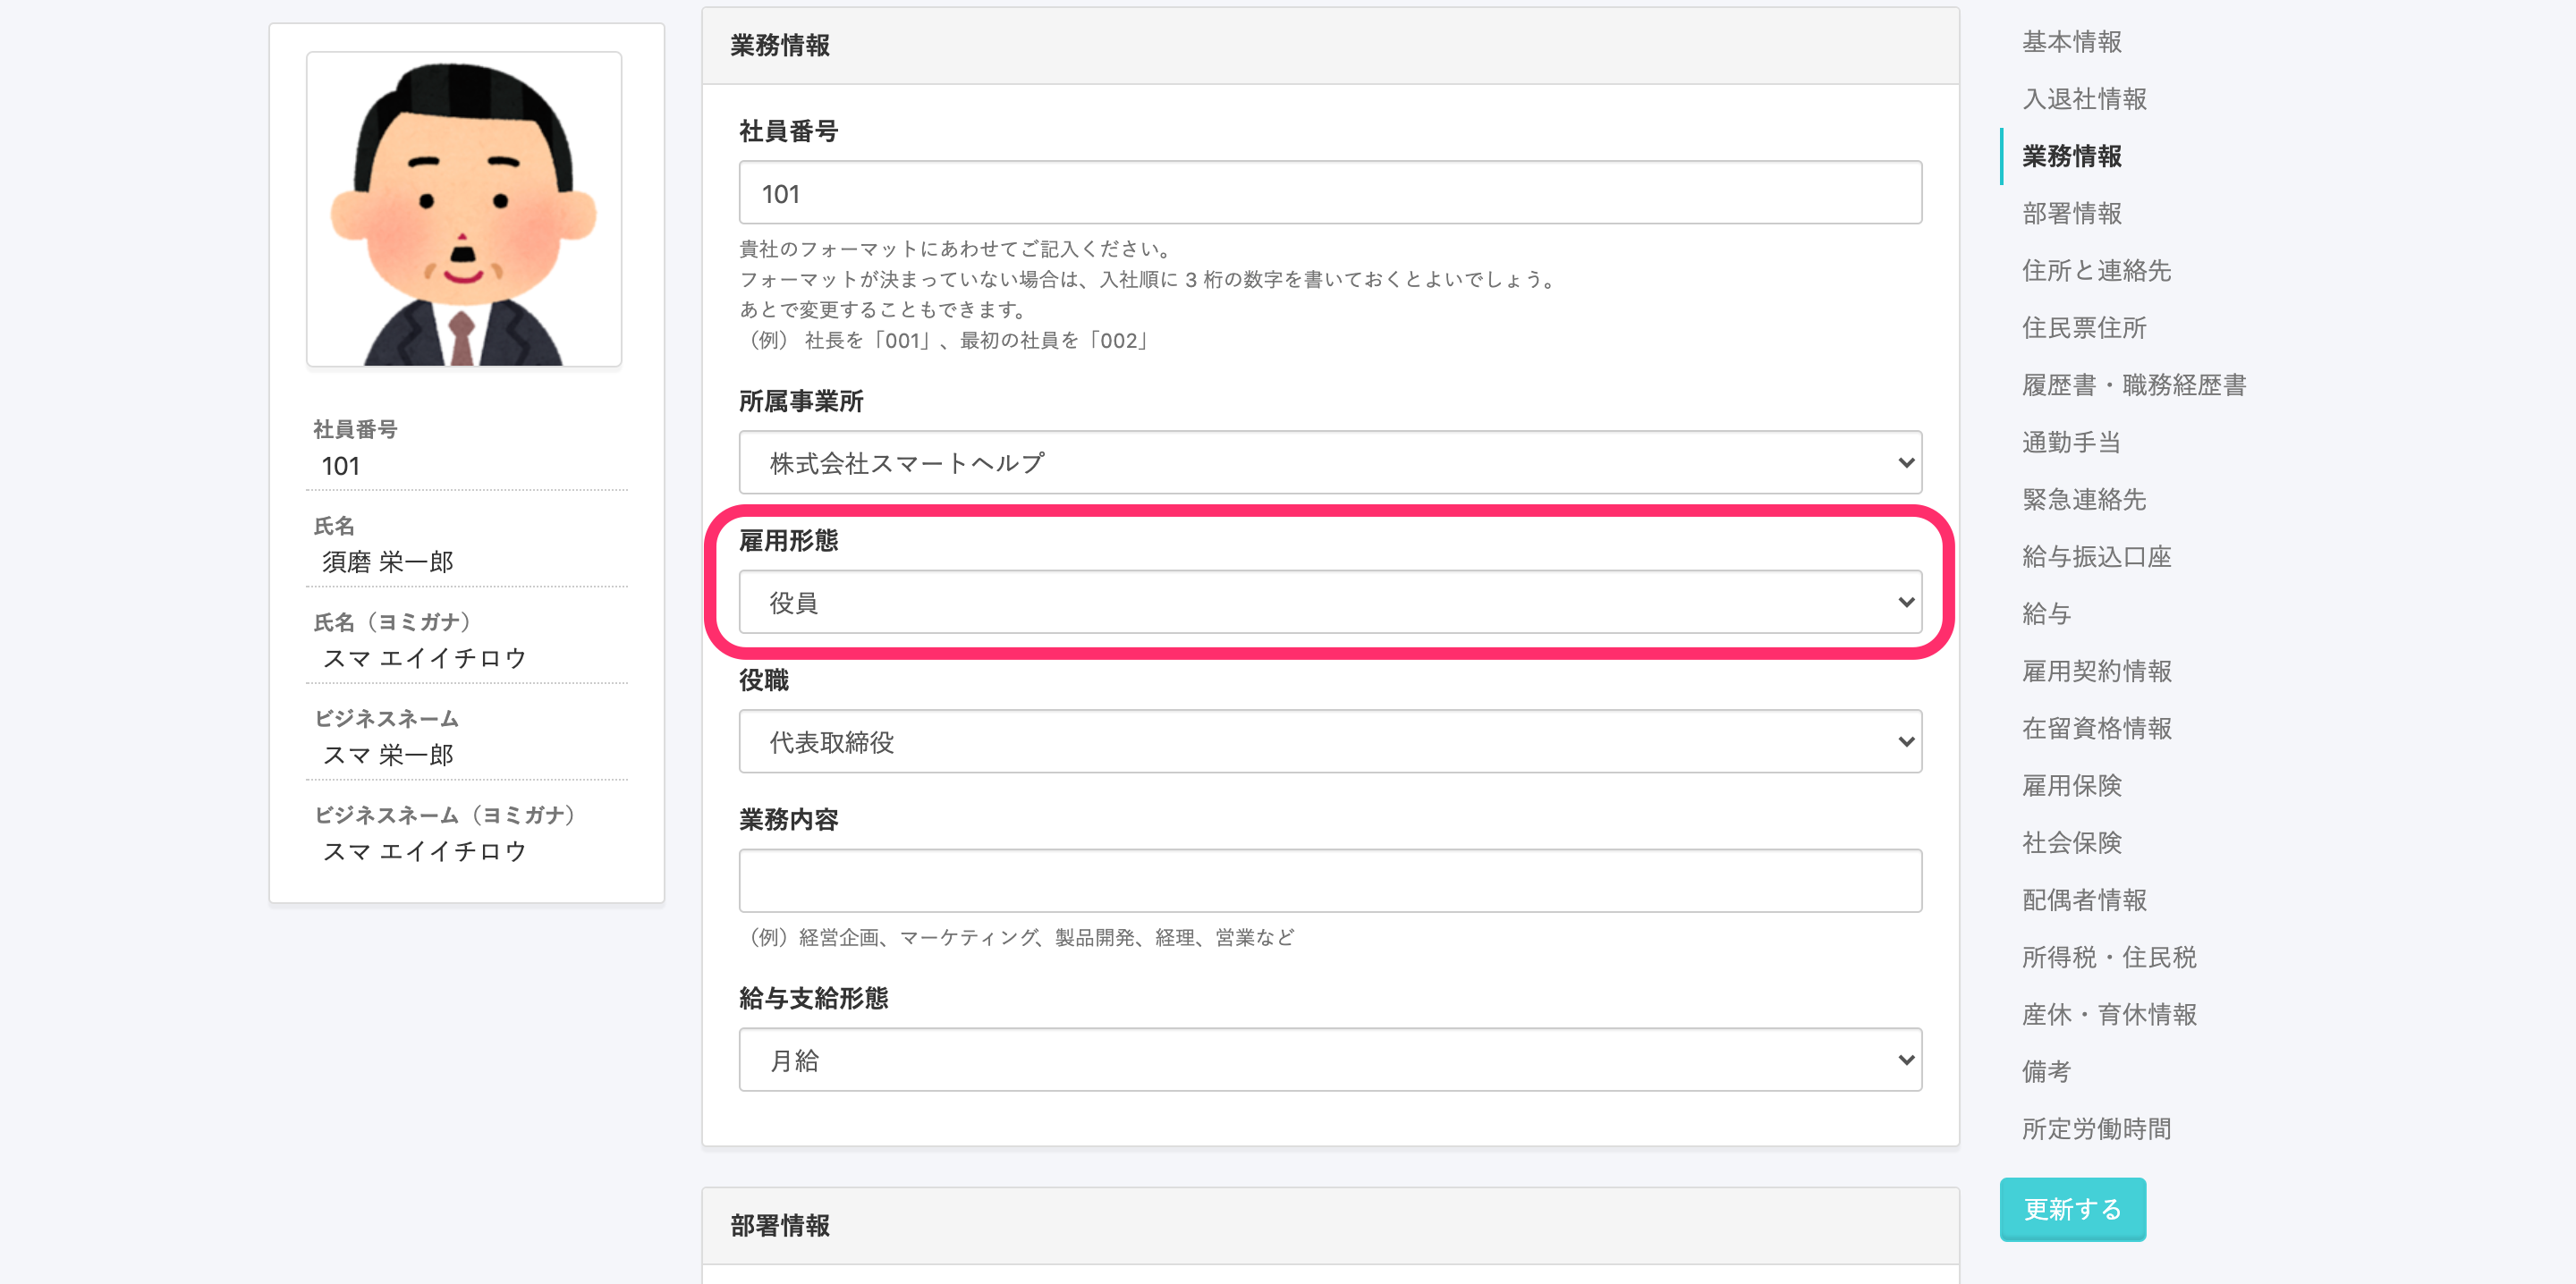 社員番号
101
氏名
須磨 栄一郎
氏名（ヨミガナ）
スマ エイイチロウ
ビジネスネーム
スマ 栄一郎
ビジネスネーム（ヨミガナ）
スマ エイイチロウ
業務情報
社員番号
101
貴社のフォーマットにあわせてご記入ください。
フォーマットが決まっていない場合は、入社順に 3 桁の数字を書いておくとよいでしょう。
あとで変更することもできます。
（例） 社長を「001」、最初の社員を「002」
所属事業所
株式会社スマートヘルプ
雇用形態
役員
役職
代表取締役
業務内容
（例）経営企画、マーケティング、製品開発、経理、営業など
給与支給形態
月給
部署情報
基本情報
入退社情報
業務情報
部署情報
住所と連絡先
住民票住所
履歴書・職務経歴書
通勤手当
緊急連絡先
給与振込口座
給与
雇用契約情報
在留資格情報
雇用保険
社会保険
配偶者情報
所得税・住民税
産休・育休情報
備考
所定労働時間
更新する